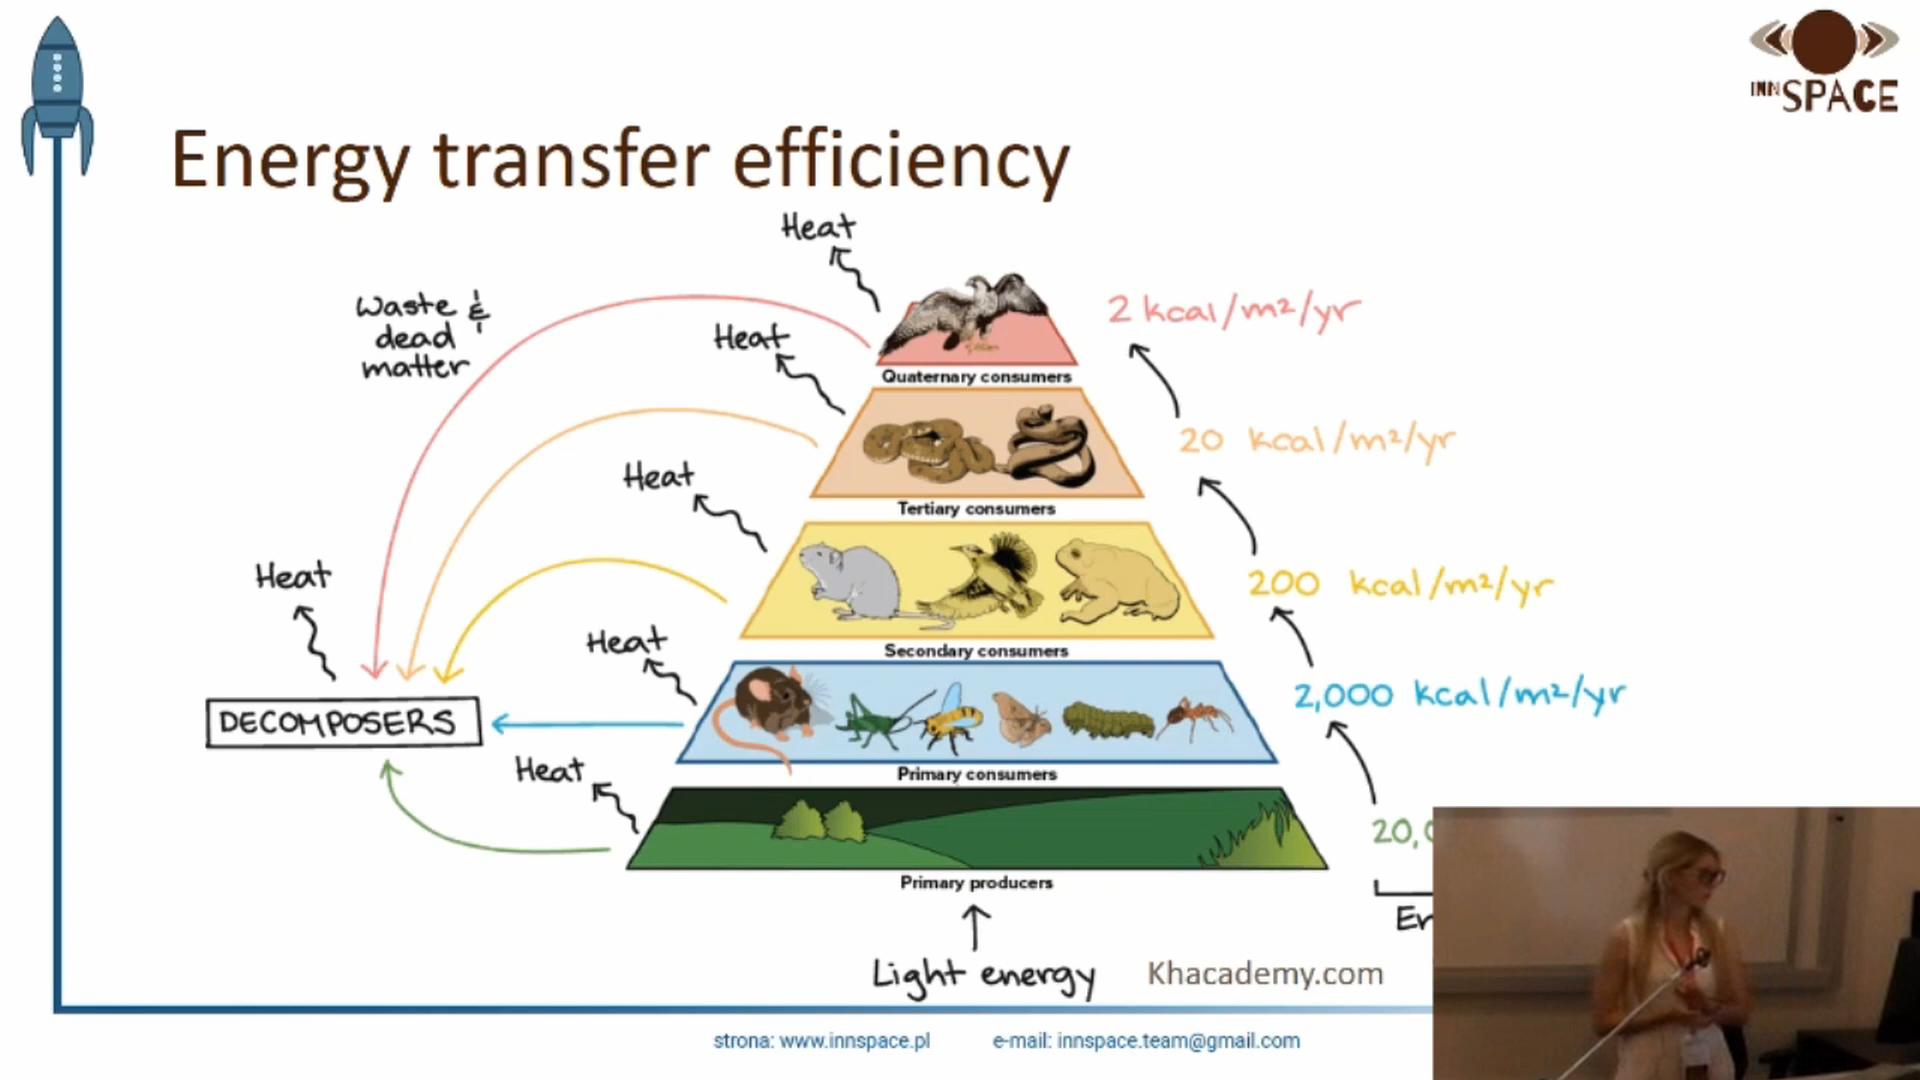 INNSPACE
Energy transfer efficiency
Heat
Waste &
dead
matter
2 kcal/m²/yr
Heat
Quaternary consumers
20 kcal/m²/yr
Heat
Tertiary consumers
Heat
200 kcal/m²/yr
Heat
Secondary consumers
2,000 kcal/m²/yr
DECOMPOSERS
Heat
Primary consumers
Primary producers
Light energy
Khacademy.com
strona: www.innspace.pl
e-mail: innspace.team@gmail.com